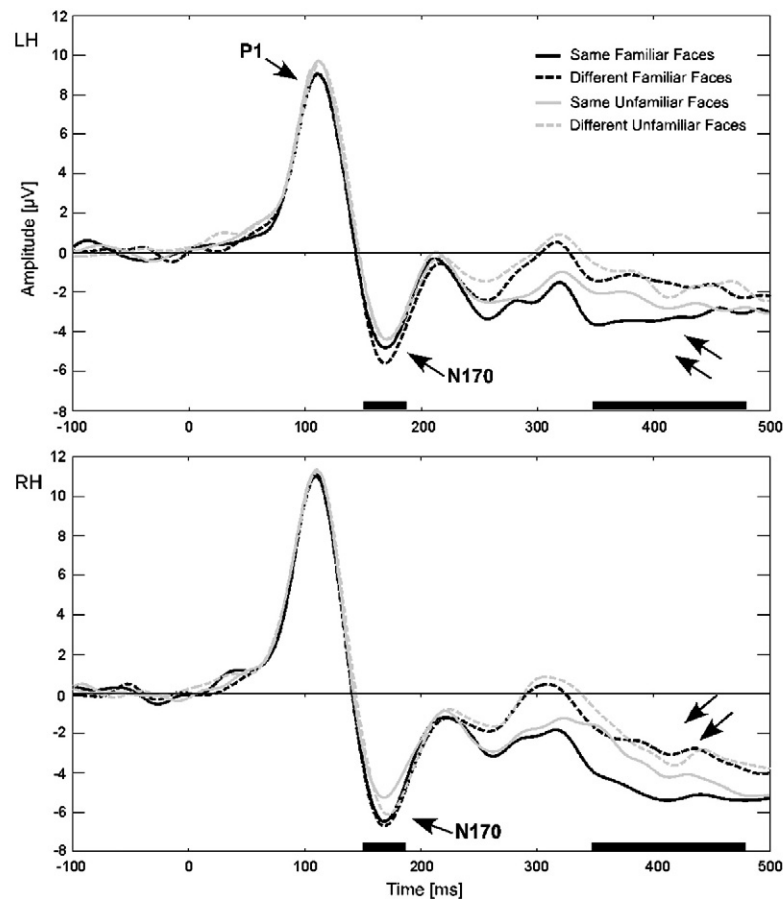 LH
12
10
8
6
4
2
0
-2
-4
-6
-8
Amplitude [µV]
P1
N170
Same Familiar Faces
Different Familiar Faces
Same Unfamiliar Faces
Different Unfamiliar Faces
-100 0 100 200 300 400 500
RH
12
10
8
6
4
2
0
-2
-4
-6
-8
N170
-100 0 100 200 300 400 500
Time [ms]